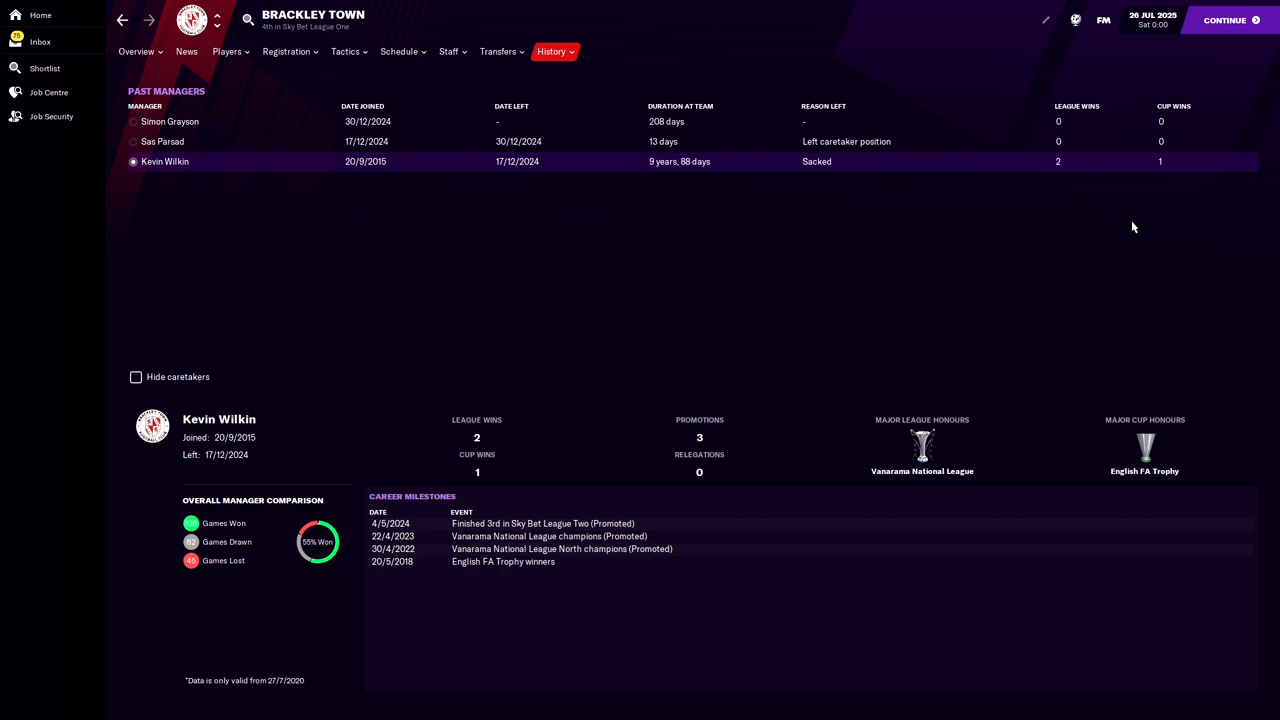 Home
75
Inbox
Shortlist
Job Centre
Job Security
BRACKLEY TOWN
4th in Sky Bet League One
FM
26 JUL 2025
Sat 0:00
CONTINUE
Overview
News
Players
Registration
Tactics
Schedule
Staff
Transfers
History
PAST MANAGERS
MANAGER DATE JOINED DATE LEFT DURATION AT TEAM REASON LEFT LEAGUE WINS CUP WINS
Simon Grayson 30/12/2024 - 208 days - 0 0
Sas Parsad 17/12/2024 30/12/2024 13 days Left caretaker position 0 0
Kevin Wilkin 20/9/2015 17/12/2024 9 years, 88 days Sacked 2 1
Hide caretakers
Kevin Wilkin
Joined: 20/9/2015
Left: 17/12/2024
LEAGUE WINS
2
CUP WINS
1
PROMOTIONS
3
RELEGATIONS
0
MAJOR LEAGUE HONOURS
Vanarama National League
MAJOR CUP HONOURS
English FA Trophy
OVERALL MANAGER COMPARISON
Games Won
62 Games Drawn
45 Games Lost
55% Won
*Data is only valid from 27/7/2020
CAREER MILESTONES
DATE EVENT
4/5/2024 Finished 3rd in Sky Bet League Two (Promoted)
22/4/2023 Vanarama National League champions (Promoted)
30/4/2022 Vanarama National League North champions (Promoted)
20/5/2018 English FA Trophy winners